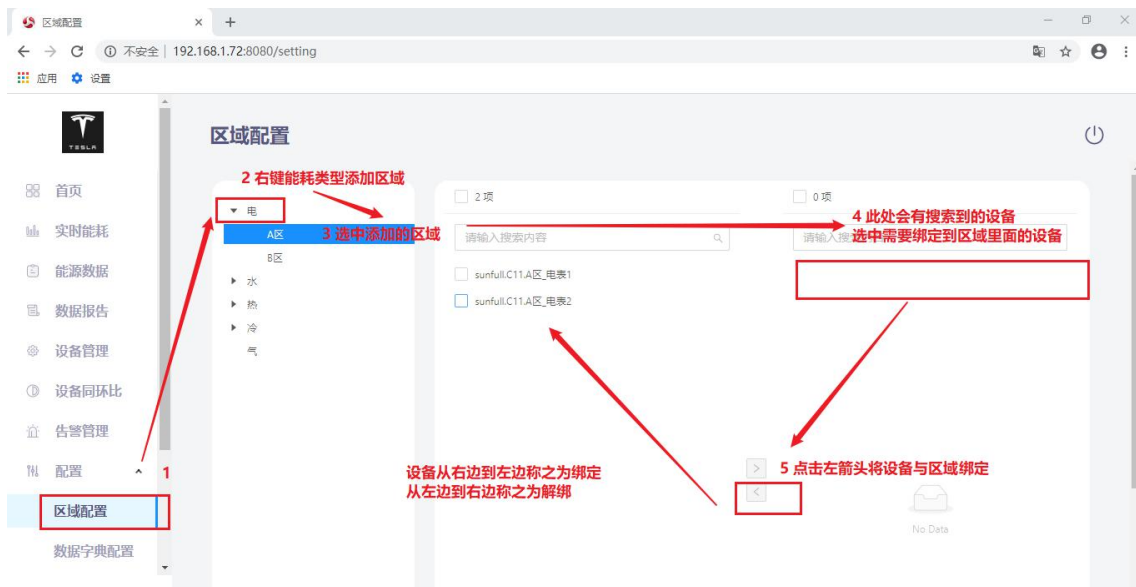 区域配置
不安全 | 192.168.1.72:8080/setting
应用 设置
TESLA
区域配置
首页
实时能耗
能源数据
数据报告
设备管理
设备同环比
告警管理
配置
区域配置
数据字典配置
1
2 右键能耗类型添加区域
电
A区
3 选中添加的区域
B区
水
热
冷
气
2 项
请输入搜索内容
sunfull.C11.A区_电表1
sunfull.C11.A区_电表2
0 项
4 此处会有搜索到的设备
请输入搜
选中需要绑定到区域里面的设备
设备从右边到左边称之为绑定
从左边到右边称之为解绑
5 点击左箭头将设备与区域绑定
No Data